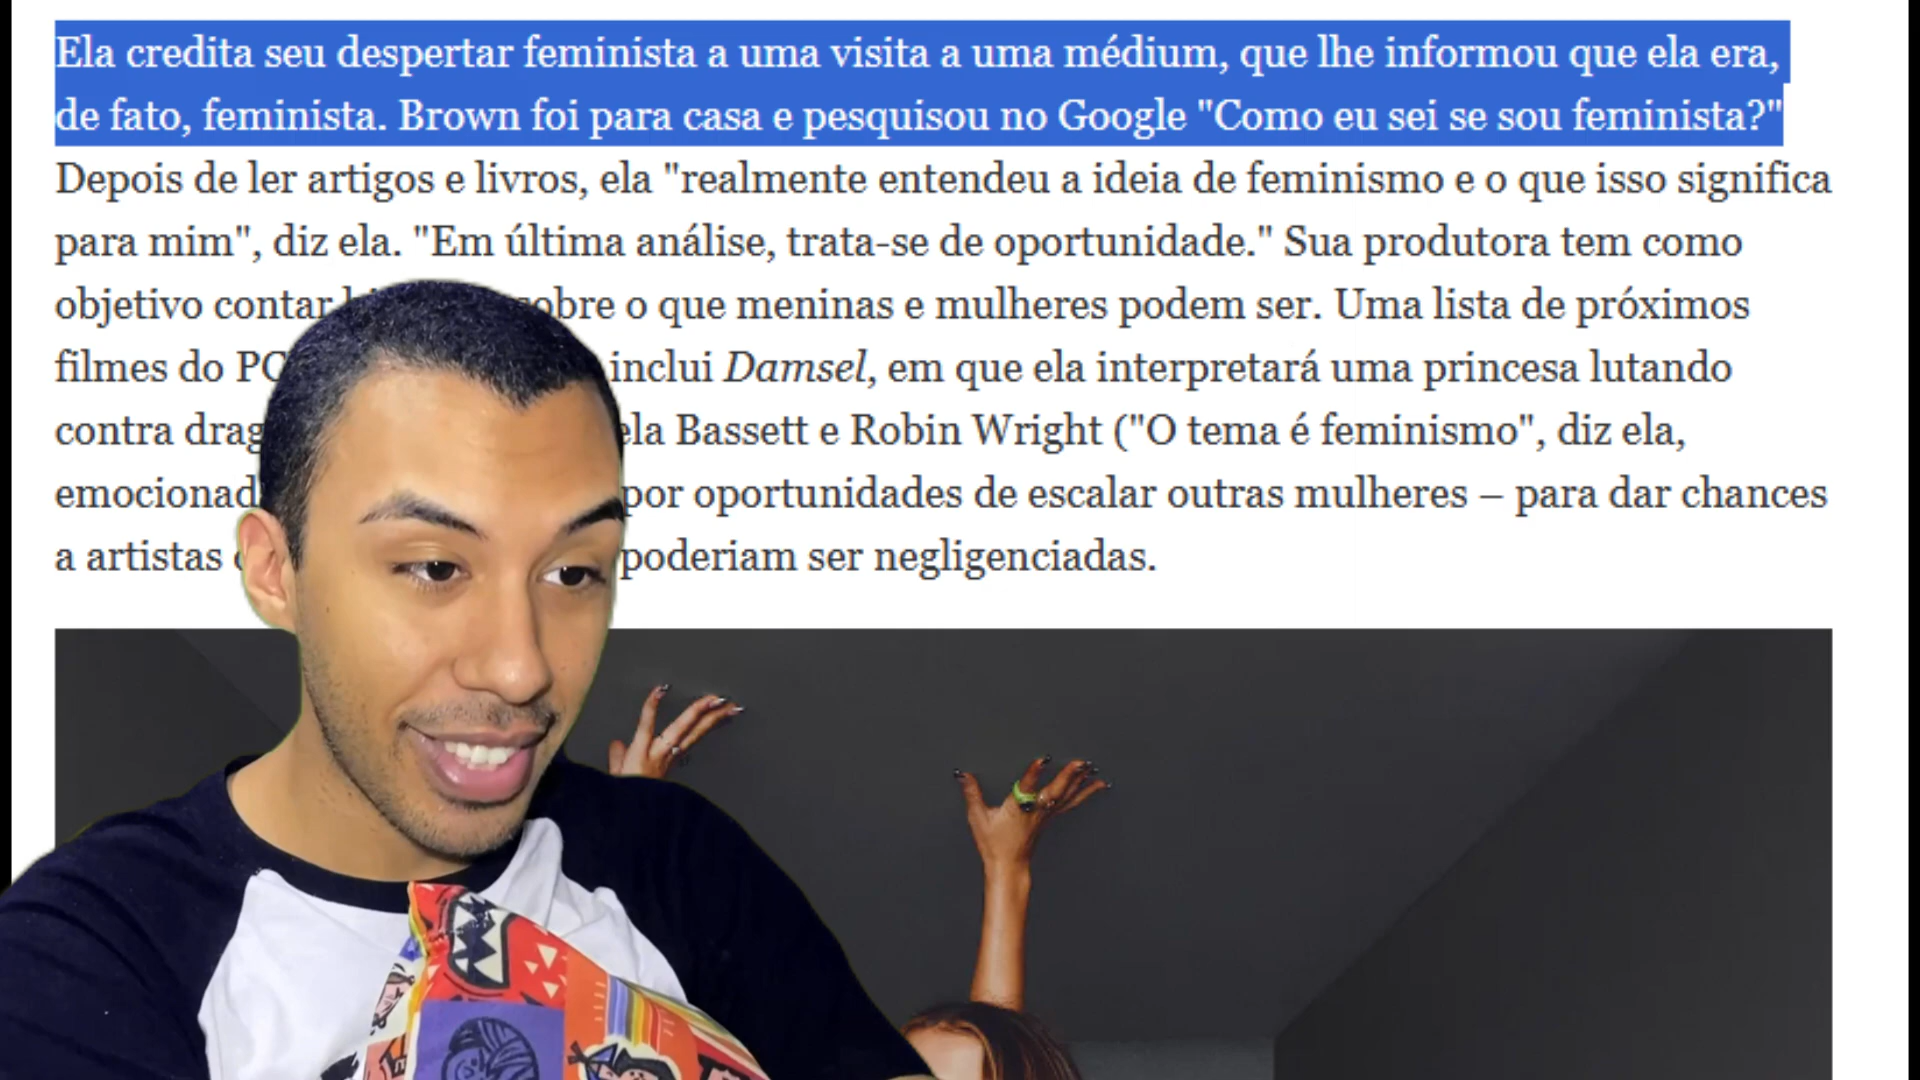 Ela credita seu despertar feminista a uma visita a uma médium, que lhe informou que ela era,
de fato, feminista. Brown foi para casa e pesquisou no Google "Como eu sei se sou feminista?"
Depois de ler artigos e livros, ela "realmente entendeu a ideia de feminismo e o que isso significa
para mim", diz ela. "Em última análise, trata-se de oportunidade." Sua produtora tem como
objetivo contar sobre o que meninas e mulheres podem ser. Uma lista de próximos
filmes do inclui Damsel, em que ela interpretará uma princesa lutando
contra Bassett e Robin Wright ("O tema é feminismo", diz ela,
por oportunidades de escalar outras mulheres – para dar chances
a artistas poderiam ser negligenciadas.